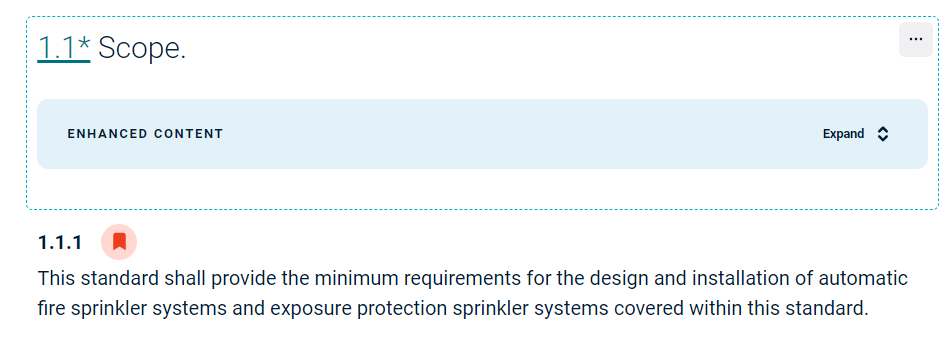 1.1* Scope.
ENHANCED CONTENT Expand
1.1.1
This standard shall provide the minimum requirements for the design and installation of automatic
fire sprinkler systems and exposure protection sprinkler systems covered within this standard.